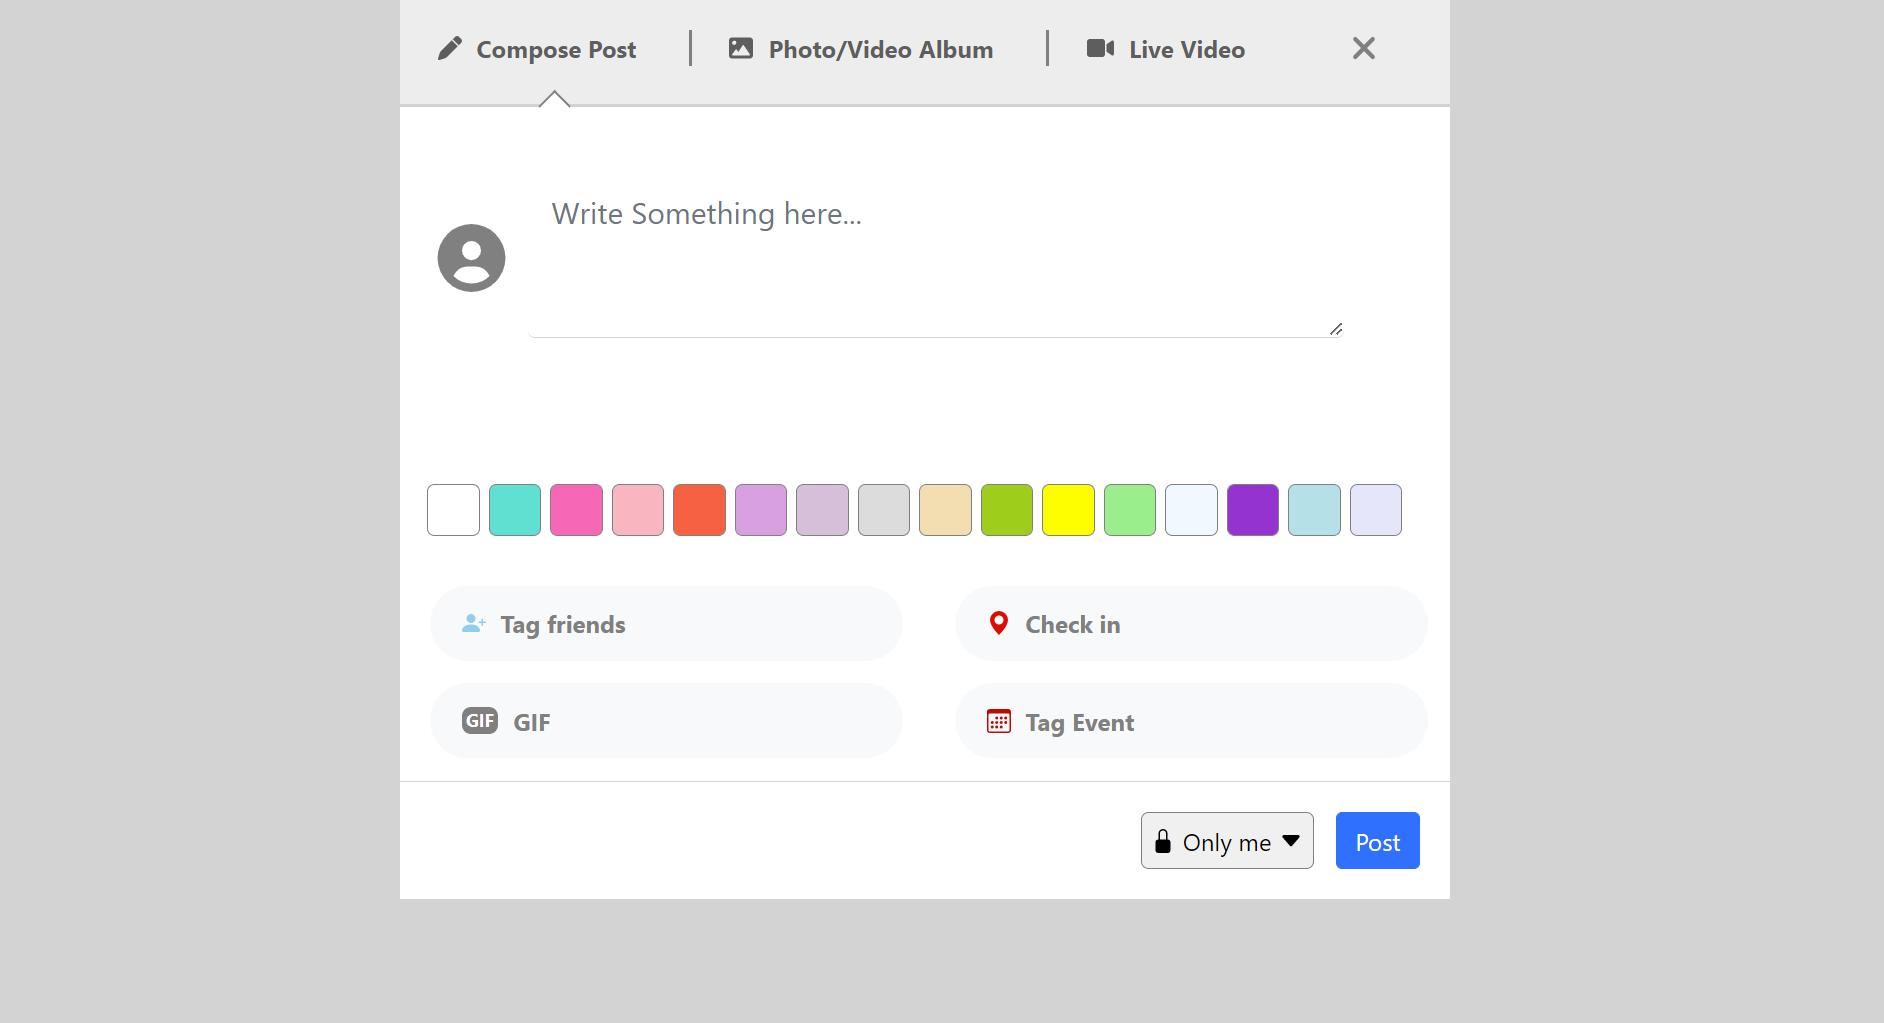 Compose Post
Photo/Video Album
Live Video
Write Something here...
Tag friends
Check in
GIF GIF
Tag Event
Only me
Post